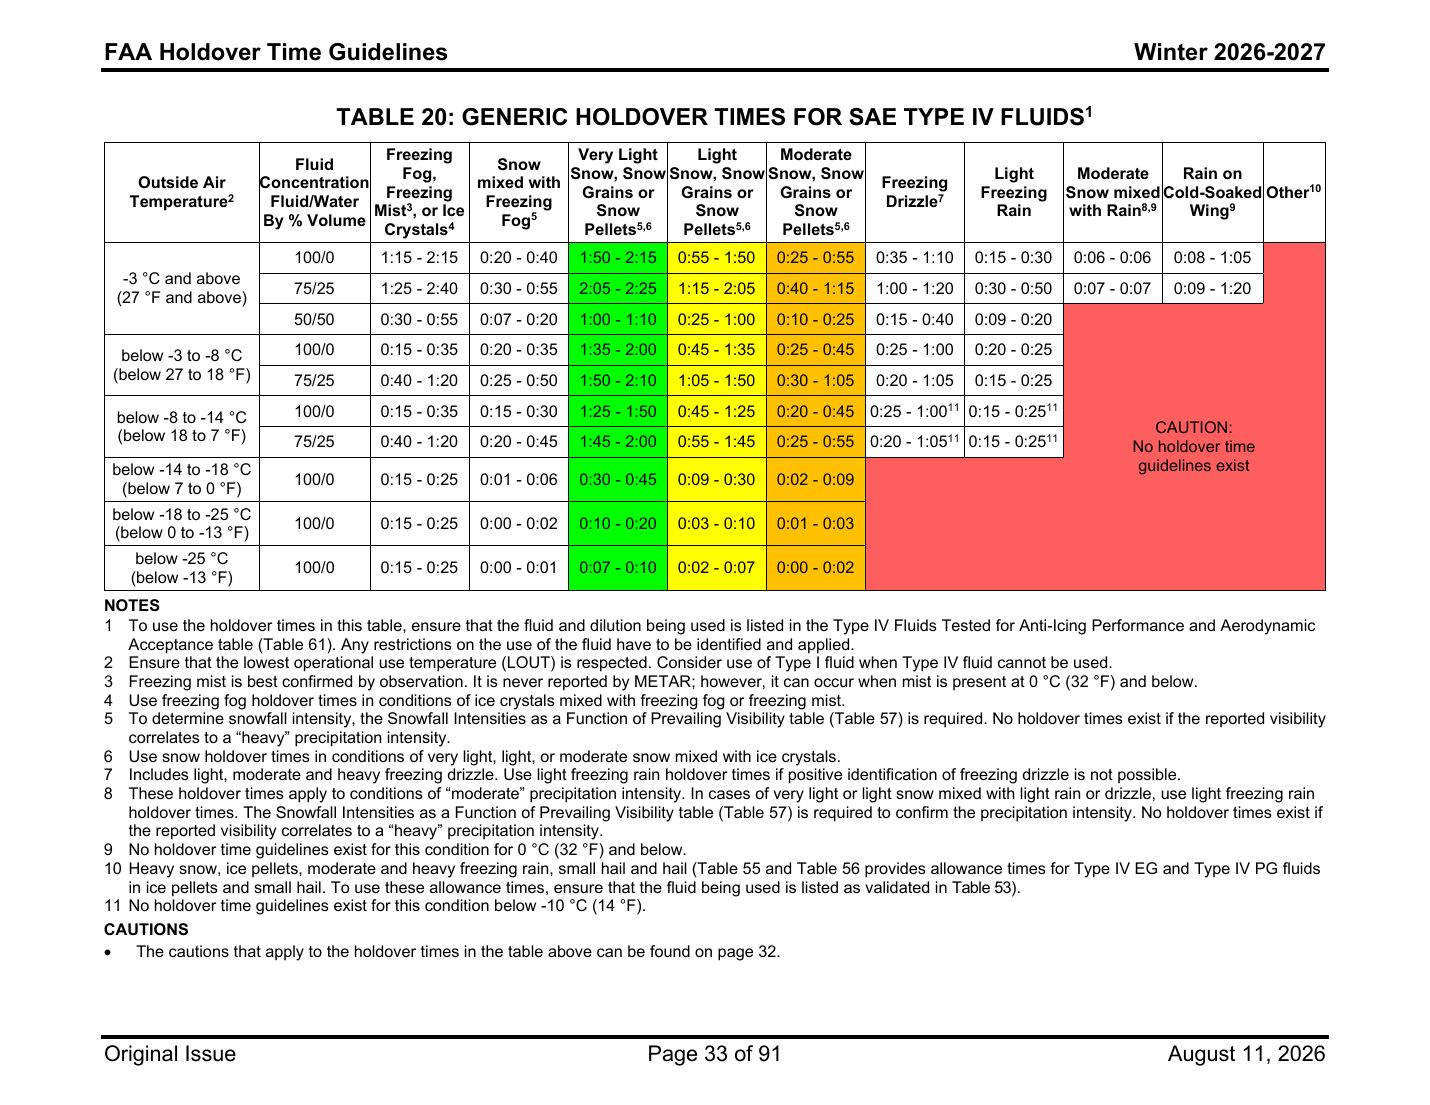 FAA Holdover Time Guidelines Winter 2026-2027
TABLE 20: GENERIC HOLDOVER TIMES FOR SAE TYPE IV FLUIDS1
Outside Air Temperature2 | Fluid Concentration Fluid/Water By % Volume | Freezing Fog, Freezing Mist3, or Ice Crystals4 | Snow mixed with Freezing Fog5 | Very Light Snow, Snow Grains or Snow Pellets5,6 | Light Snow, Snow Grains or Snow Pellets5,6 | Moderate Snow, Snow Grains or Snow Pellets5,6 | Freezing Drizzle7 | Light Freezing Rain | Moderate Snow mixed with Rain8,9 | Rain on Cold-Soaked Wing9 | Other10
-3 °C and above (27 °F and above)
100/0 1:15 - 2:15 0:20 - 0:40 1:50 - 2:15 0:55 - 1:50 0:25 - 0:55 0:35 - 1:10 0:15 - 0:30 0:06 - 0:06 0:08 - 1:05
75/25 1:25 - 2:40 0:30 - 0:55 2:05 - 2:25 1:15 - 2:05 0:40 - 1:15 1:00 - 1:20 0:30 - 0:50 0:07 - 0:07 0:09 - 1:20
50/50 0:30 - 0:55 0:07 - 0:20 1:00 - 1:10 0:25 - 1:00 0:10 - 0:25 0:15 - 0:40 0:09 - 0:20
below -3 to -8 °C (below 27 to 18 °F)
100/0 0:15 - 0:35 0:20 - 0:35 1:35 - 2:00 0:45 - 1:35 0:25 - 0:45 0:25 - 1:00 0:20 - 0:25
75/25 0:40 - 1:20 0:25 - 0:50 1:50 - 2:10 1:05 - 1:50 0:30 - 1:05 0:20 - 1:05 0:15 - 0:25
below -8 to -14 °C (below 18 to 7 °F)
100/0 0:15 - 0:35 0:15 - 0:30 1:25 - 1:50 0:45 - 1:25 0:20 - 0:45 0:25 - 1:0011 0:15 - 0:2511
75/25 0:40 - 1:20 0:20 - 0:45 1:45 - 2:00 0:55 - 1:45 0:25 - 0:55 0:20 - 1:0511 0:15 - 0:2511
CAUTION:
No holdover time
guidelines exist
below -14 to -18 °C (below 7 to 0 °F)
100/0 0:15 - 0:25 0:01 - 0:06 0:30 - 0:45 0:09 - 0:30 0:02 - 0:09
below -18 to -25 °C (below 0 to -13 °F)
100/0 0:15 - 0:25 0:00 - 0:02 0:10 - 0:20 0:03 - 0:10 0:01 - 0:03
below -25 °C (below -13 °F)
100/0 0:15 - 0:25 0:00 - 0:01 0:07 - 0:10 0:02 - 0:07 0:00 - 0:02
NOTES
1 To use the holdover times in this table, ensure that the fluid and dilution being used is listed in the Type IV Fluids Tested for Anti-Icing Performance and Aerodynamic
Acceptance table (Table 61). Any restrictions on the use of the fluid have to be identified and applied.
2 Ensure that the lowest operational use temperature (LOUT) is respected. Consider use of Type I fluid when Type IV fluid cannot be used.
3 Freezing mist is best confirmed by observation. It is never reported by METAR; however, it can occur when mist is present at 0 °C (32 °F) and below.
4 Use freezing fog holdover times in conditions of ice crystals mixed with freezing fog or freezing mist.
5 To determine snowfall intensity, the Snowfall Intensities as a Function of Prevailing Visibility table (Table 57) is required. No holdover times exist if the reported visibility
correlates to a “heavy” precipitation intensity.
6 Use snow holdover times in conditions of very light, light, or moderate snow mixed with ice crystals.
7 Includes light, moderate and heavy freezing drizzle. Use light freezing rain holdover times if positive identification of freezing drizzle is not possible.
8 These holdover times apply to conditions of “moderate” precipitation intensity. In cases of very light or light snow mixed with light rain or drizzle, use light freezing rain
holdover times. The Snowfall Intensities as a Function of Prevailing Visibility table (Table 57) is required to confirm the precipitation intensity. No holdover times exist if
the reported visibility correlates to a “heavy” precipitation intensity.
9 No holdover time guidelines exist for this condition for 0 °C (32 °F) and below.
10 Heavy snow, ice pellets, moderate and heavy freezing rain, small hail and hail (Table 55 and Table 56 provides allowance times for Type IV EG and Type IV PG fluids
in ice pellets and small hail. To use these allowance times, ensure that the fluid being used is listed as validated in Table 53).
11 No holdover time guidelines exist for this condition below -10 °C (14 °F).
CAUTIONS
• The cautions that apply to the holdover times in the table above can be found on page 32.
Original Issue Page 33 of 91 August 11, 2026